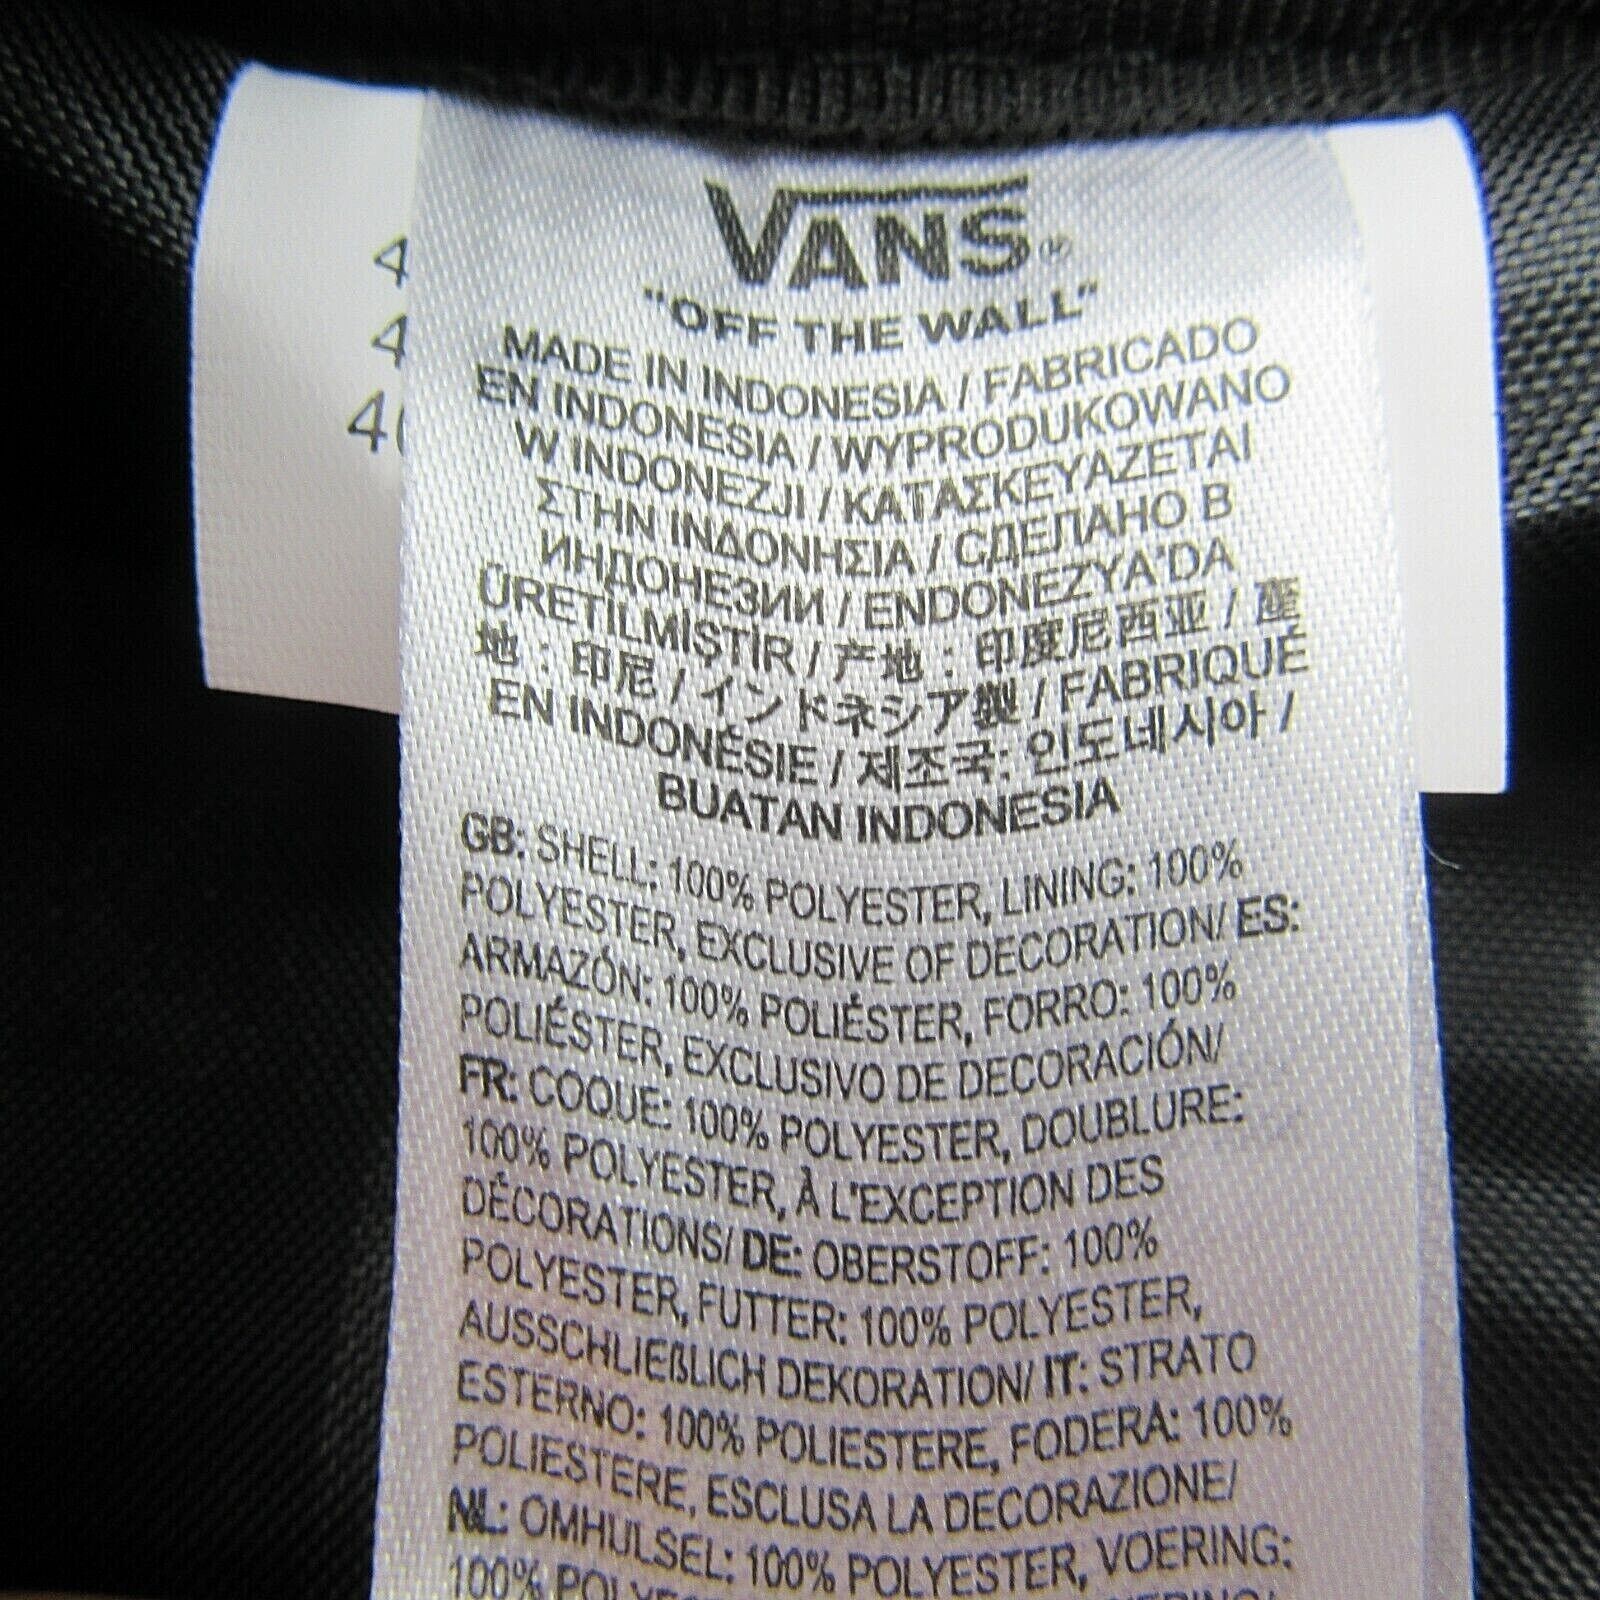 VANS®
"OFF THE WALL"
MADE IN INDONESIA / FABRICADO
EN INDONESIA / WYPRODUKOWANO
W INDONEZJI / ΚΑΤΑΣΚΕΥΑΖΕΤΑΙ
ΣΤΗΝ ΙΝΔΟΝΗΣΙΑ / СДЕЛАНО В
ИНДОНЕЗИИ / ENDONEZYA'DA
ÜRETİLMİŞTİR / 产地：印度尼西亚 / 產
地：印尼 / インドネシア製 / FABRIQUÉ
EN INDONÉSIE / 제조국: 인도네시아 /
BUATAN INDONESIA
GB: SHELL: 100% POLYESTER, LINING: 100%
POLYESTER, EXCLUSIVE OF DECORATION/ ES:
ARMAZÓN: 100% POLIÉSTER, FORRO: 100%
POLIÉSTER, EXCLUSIVO DE DECORACIÓN/
FR: COQUE: 100% POLYESTER, DOUBLURE:
100% POLYESTER, À L'EXCEPTION DES
DÉCORATIONS/ DE: OBERSTOFF: 100%
POLYESTER, FUTTER: 100% POLYESTER,
AUSSCHLIEßLICH DEKORATION/ IT: STRATO
ESTERNO: 100% POLIESTERE, FODERA: 100%
POLIESTERE, ESCLUSA LA DECORAZIONE/
NL: OMHULSEL: 100% POLYESTER, VOERING:
100%